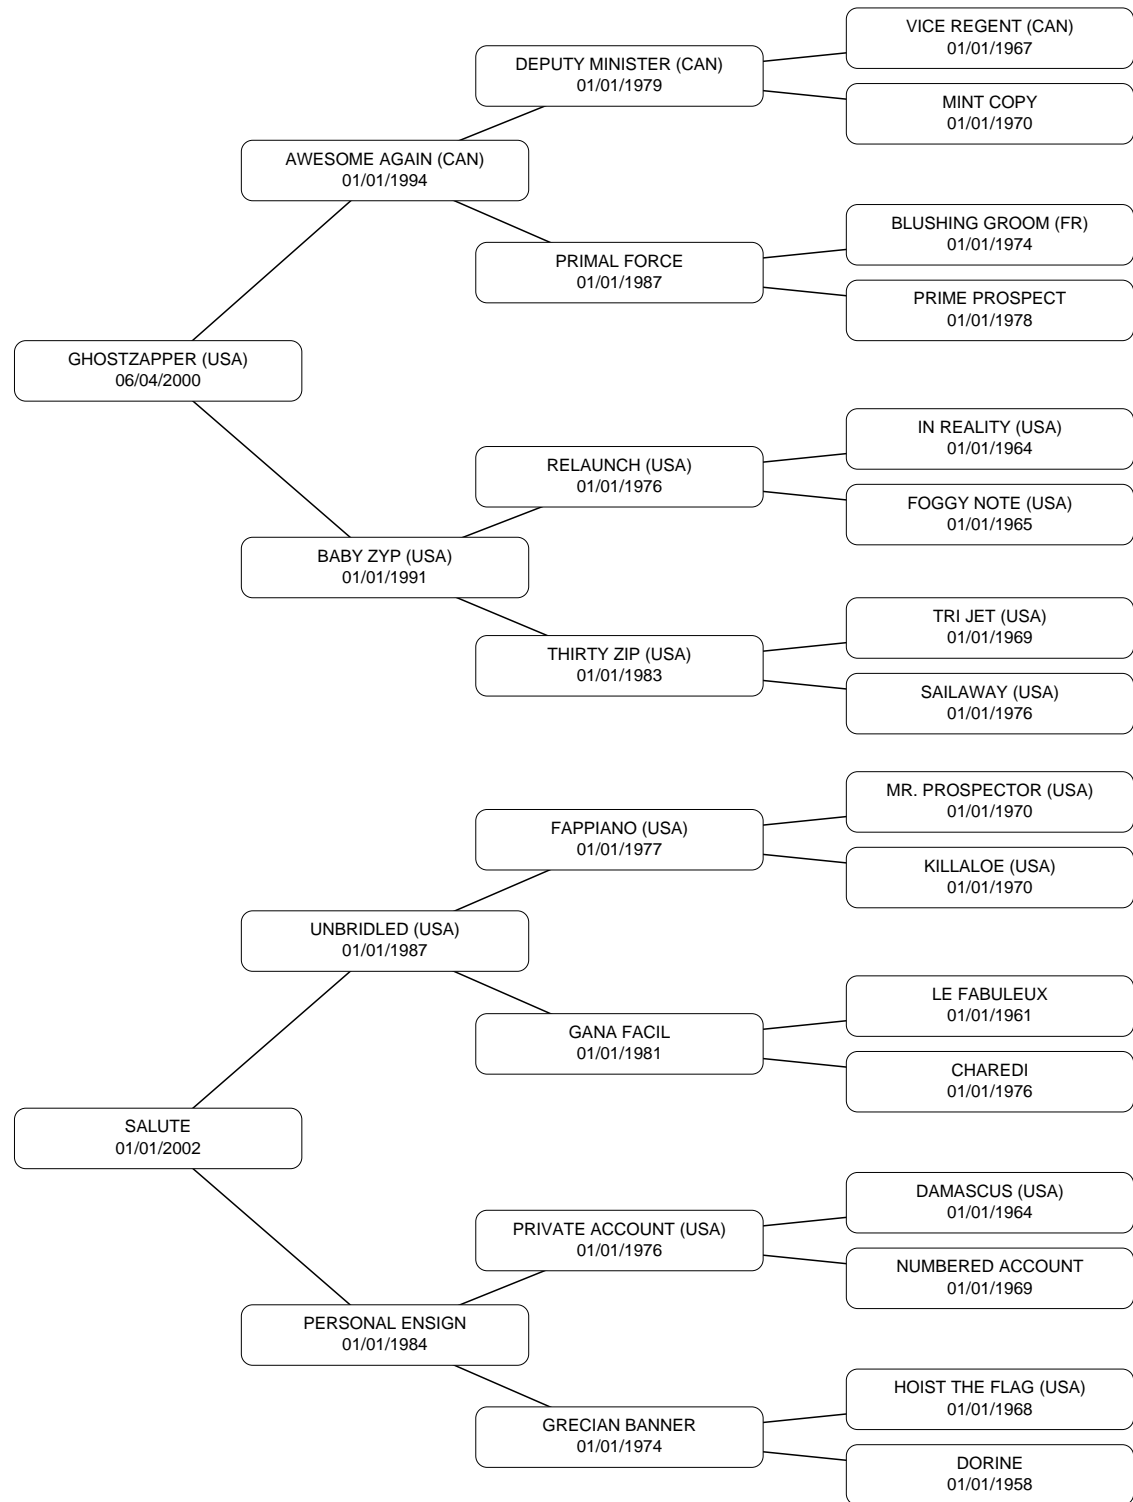 VICE REGENT (CAN)
01/01/1967
DEPUTY MINISTER (CAN)
01/01/1979
MINT COPY
01/01/1970
AWESOME AGAIN (CAN)
01/01/1994
BLUSHING GROOM (FR)
01/01/1974
PRIMAL FORCE
01/01/1987
PRIME PROSPECT
01/01/1978
GHOSTZAPPER (USA)
06/04/2000
IN REALITY (USA)
01/01/1964
RELAUNCH (USA)
01/01/1976
FOGGY NOTE (USA)
01/01/1965
BABY ZYP (USA)
01/01/1991
TRI JET (USA)
01/01/1969
THIRTY ZIP (USA)
01/01/1983
SAILAWAY (USA)
01/01/1976
MR. PROSPECTOR (USA)
01/01/1970
FAPPIANO (USA)
01/01/1977
KILLALOE (USA)
01/01/1970
UNBRIDLED (USA)
01/01/1987
LE FABULEUX
01/01/1961
GANA FACIL
01/01/1981
CHAREDI
01/01/1976
SALUTE
01/01/2002
DAMASCUS (USA)
01/01/1964
PRIVATE ACCOUNT (USA)
01/01/1976
NUMBERED ACCOUNT
01/01/1969
PERSONAL ENSIGN
01/01/1984
HOIST THE FLAG (USA)
01/01/1968
GRECIAN BANNER
01/01/1974
DORINE
01/01/1958